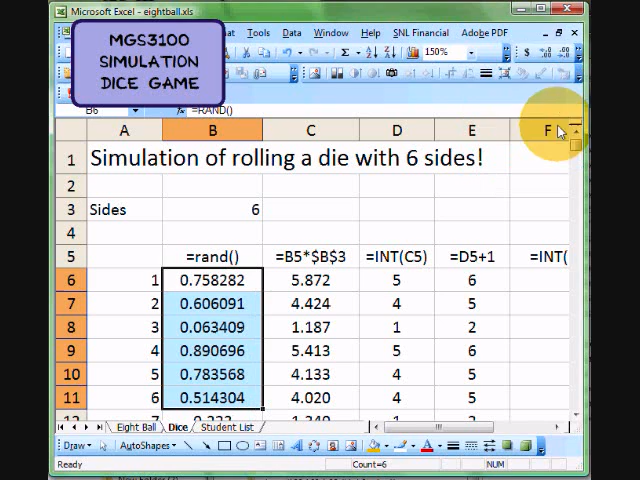 Microsoft Excel - eightball.xls
MGS3100
SIMULATION
DICE GAME
Tools Data Window SNL Financial Adobe PDF
Σ 150% $ %
B6 =RAND()
A B C D E F
1 Simulation of rolling a die with 6 sides!
2
3 Sides 6
4
5 =rand() =B5*$B$3 =INT(C5) =D5+1 =INT(
6 1 0.758282 5.872 5 6
7 2 0.606091 4.424 4 5
8 3 0.063409 1.187 1 2
9 4 0.890696 5.413 5 6
10 5 0.783568 4.133 4 5
11 6 0.514304 4.020 4 5
Eight Ball Dice Student List
Draw AutoShapes
Ready Count=6 NUM